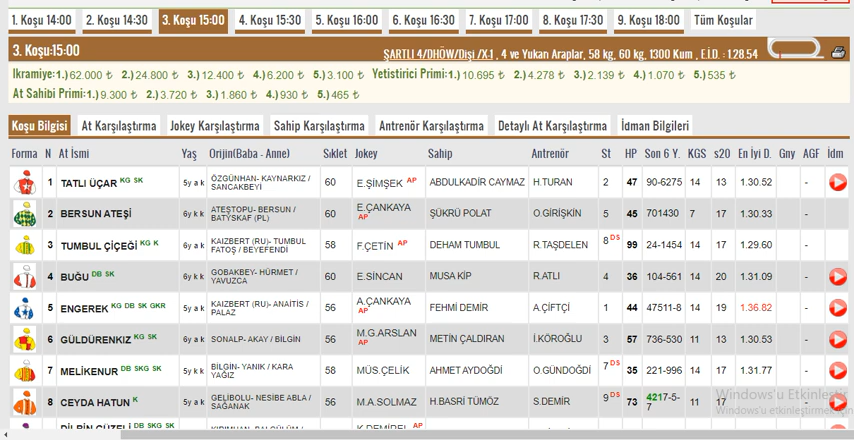 1. Koşu 14:00 2. Koşu 14:30 3. Koşu 15:00 4. Koşu 15:30 5. Koşu 16:00 6. Koşu 16:30 7. Koşu 17:00 8. Koşu 17:30 9. Koşu 18:00 Tüm Koşular
3. Koşu:15:00 ŞARTLI 4/DHÖW/Dişi /X-1 , 4 ve Yukarı Araplar, 58 kg, 60 kg, 1300 Kum , E.İ.D. : 1.28.54
Ikramiye:1.)62.000 ₺ 2.)24.800 ₺ 3.)12.400 ₺ 4.)6.200 ₺ 5.)3.100 ₺ Yetistirici Primi:1.)10.695 ₺ 2.)4.278 ₺ 3.)2.139 ₺ 4.)1.070 ₺ 5.)535 ₺
At Sahibi Primi:1.)9.300 ₺ 2.)3.720 ₺ 3.)1.860 ₺ 4.)930 ₺ 5.)465 ₺
Koşu Bilgisi At Karşılaştırma Jokey Karşılaştırma Sahip Karşılaştırma Antrenör Karşılaştırma Detaylı At Karşılaştırma İdman Bilgileri
Forma N At İsmi Yaş Orijin(Baba - Anne) Sıklet Jokey Sahip Antrenör St HP Son 6 Y. KGS s20 En İyi D. Gny AGF İdm
1 TATLI UÇAR KG SK 5y a k ÖZGÜNHAN- KAYNARKIZ / SANCAKBEYİ 60 E.ŞİMŞEK AP ABDULKADİR CAYMAZ H.TURAN 2 47 90-6275 14 13 1.30.52 -
2 BERSUN ATEŞİ 6y k k ATEŞTOPU- BERSUN / BATYSKAF (PL) 60 E.ÇANKAYA AP ŞÜKRÜ POLAT O.GİRİŞKİN 5 45 701430 7 17 1.30.33 -
3 TUMBUL ÇİÇEĞİ KG K 6y a k KAIZBERT (RU)- TUMBUL FATOŞ / BEYEFENDİ 58 F.ÇETİN AP DEHAM TUMBUL R.TAŞDELEN 8 DS 99 24-1454 14 17 1.29.60 -
4 BUĞU DB SK 6y k k GOBAKBEY- HÜRMET / YAVUZCA 58 E.SİNCAN MUSA KİP R.ATLI 4 36 104-561 14 20 1.31.09 -
5 ENGEREK KG DB SK GKR 5y a k KAIZBERT (RU)- ANAİTİS / PALAZ 56 A.ÇANKAYA AP FEHMİ DEMİR A.ÇİFTÇİ 1 44 47511-8 14 19 1.36.82 -
6 GÜLDÜRENKIZ KG SK 6y a k SONALP- AKAY / BİLGİN 56 M.G.ARSLAN AP METİN ÇALDIRAN İ.KÖROĞLU 3 57 736-530 11 13 1.30.53 -
7 MELİKENUR DB SKG SK 5y k k BİLGİN- YANIK / KARA YAĞIZ 58 MÜS.ÇELİK AHMET AYDOĞDİ O.GÜNDOĞDİ 7 DS 35 221-996 14 17 1.31.77 -
8 CEYDA HATUN K 5y a k GELİBOLU- NESİBE ABLA / SAĞANAK 56 M.A.SOLMAZ H.BASRİ TÜMÖZ S.DEMİR 9 DS 73 4217-5-7 11 17
Windows'u Etkinleştir
Windows'u etkinleştirmek için
DB SKG SK